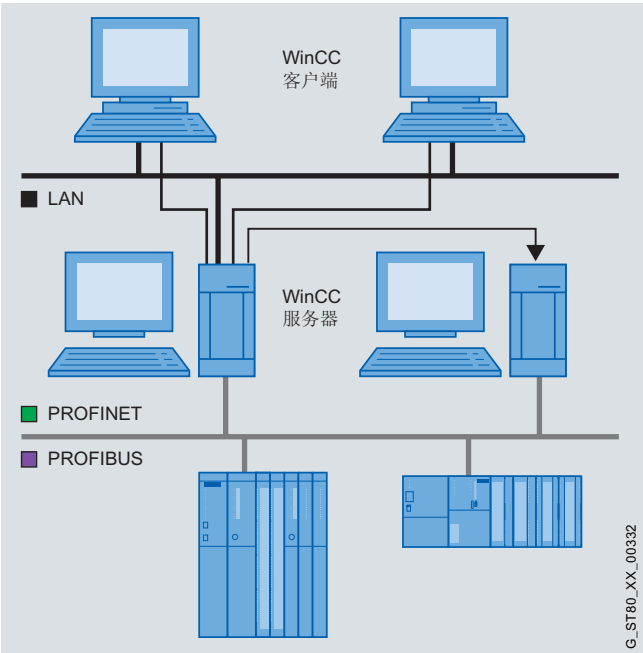 WinCC
客户端
LAN
WinCC
服务器
PROFINET
PROFIBUS
G_ST80_XX_00332